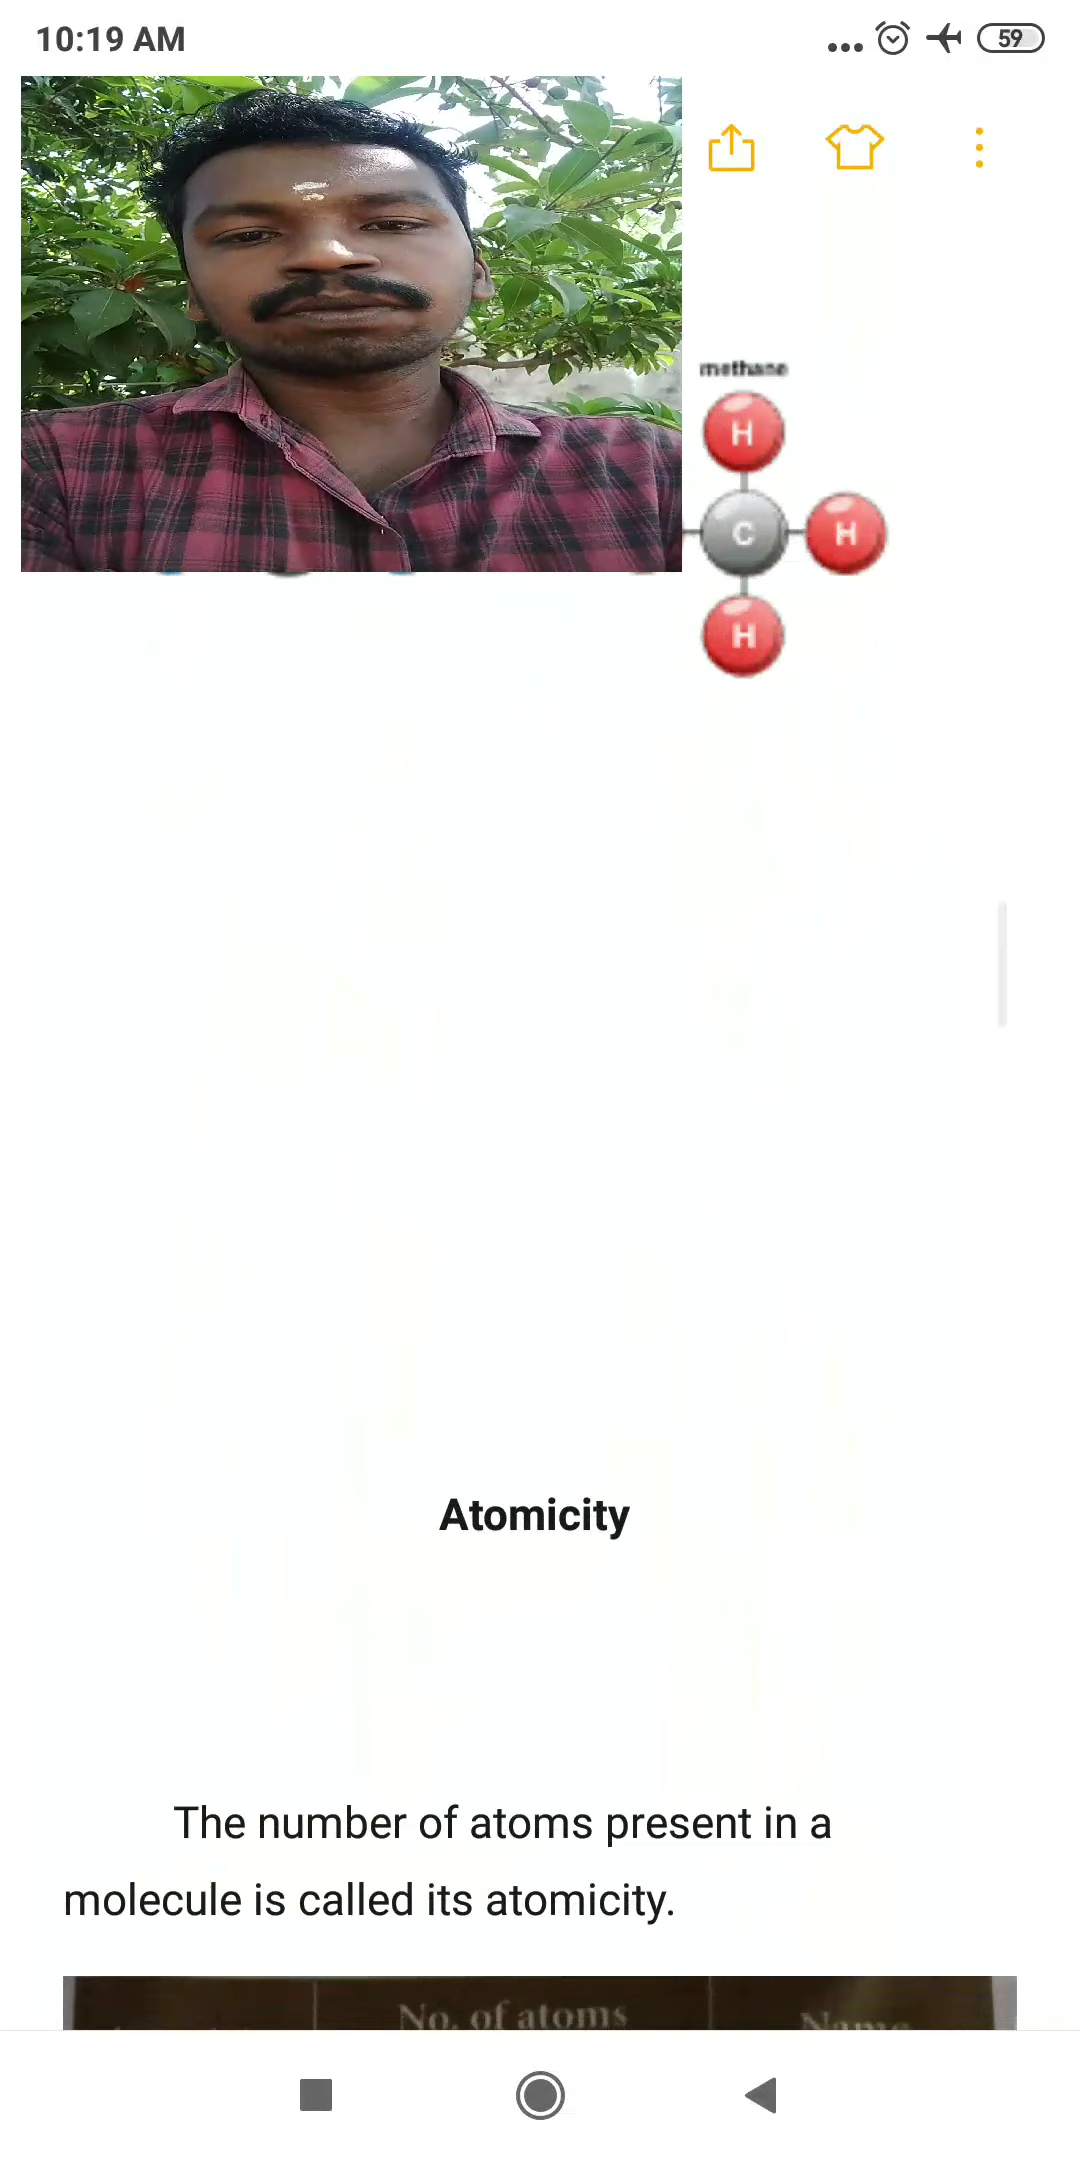 10:19 AM
59
methane
H
C H
H
Atomicity
The number of atoms present in a
molecule is called its atomicity.
No. of atoms
Name